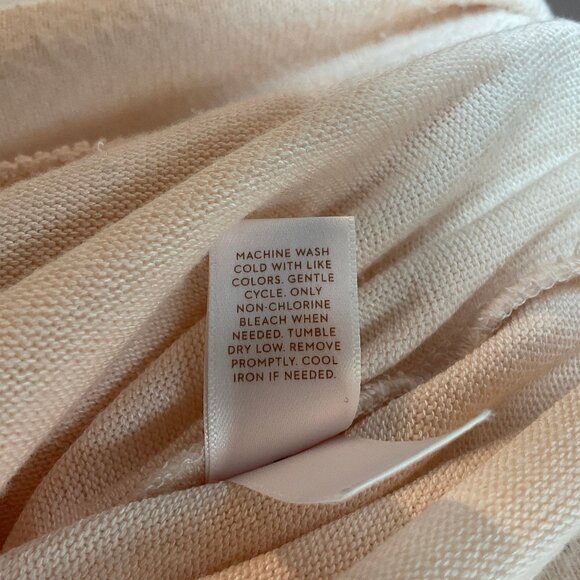 MACHINE WASH
COLD WITH LIKE
COLORS. GENTLE
CYCLE. ONLY
NON-CHLORINE
BLEACH WHEN
NEEDED. TUMBLE
DRY LOW. REMOVE
PROMPTLY. COOL
IRON IF NEEDED.